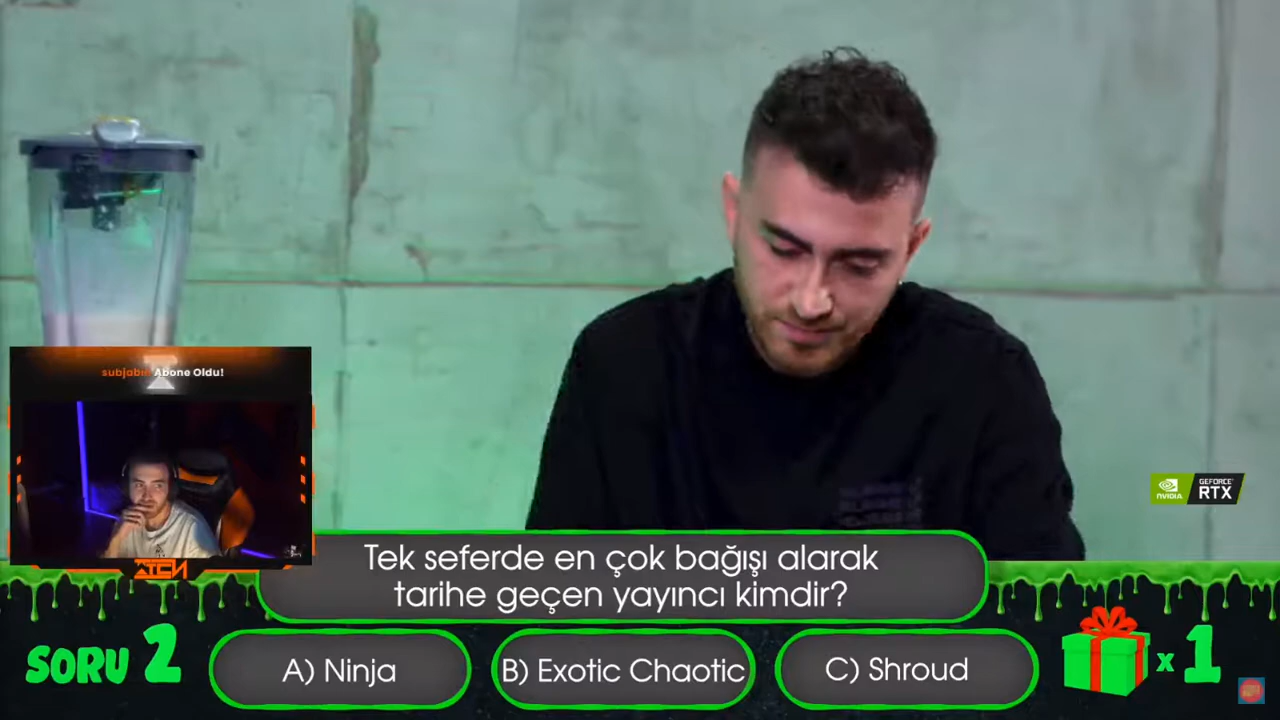 subjabie Abone Oldu!
NVIDIA
GEFORCE
RTX
Tek seferde en çok bağışı alarak
tarihe geçen yayıncı kimdir?
SORU 2
A) Ninja
B) Exotic Chaotic
C) Shroud
x 1